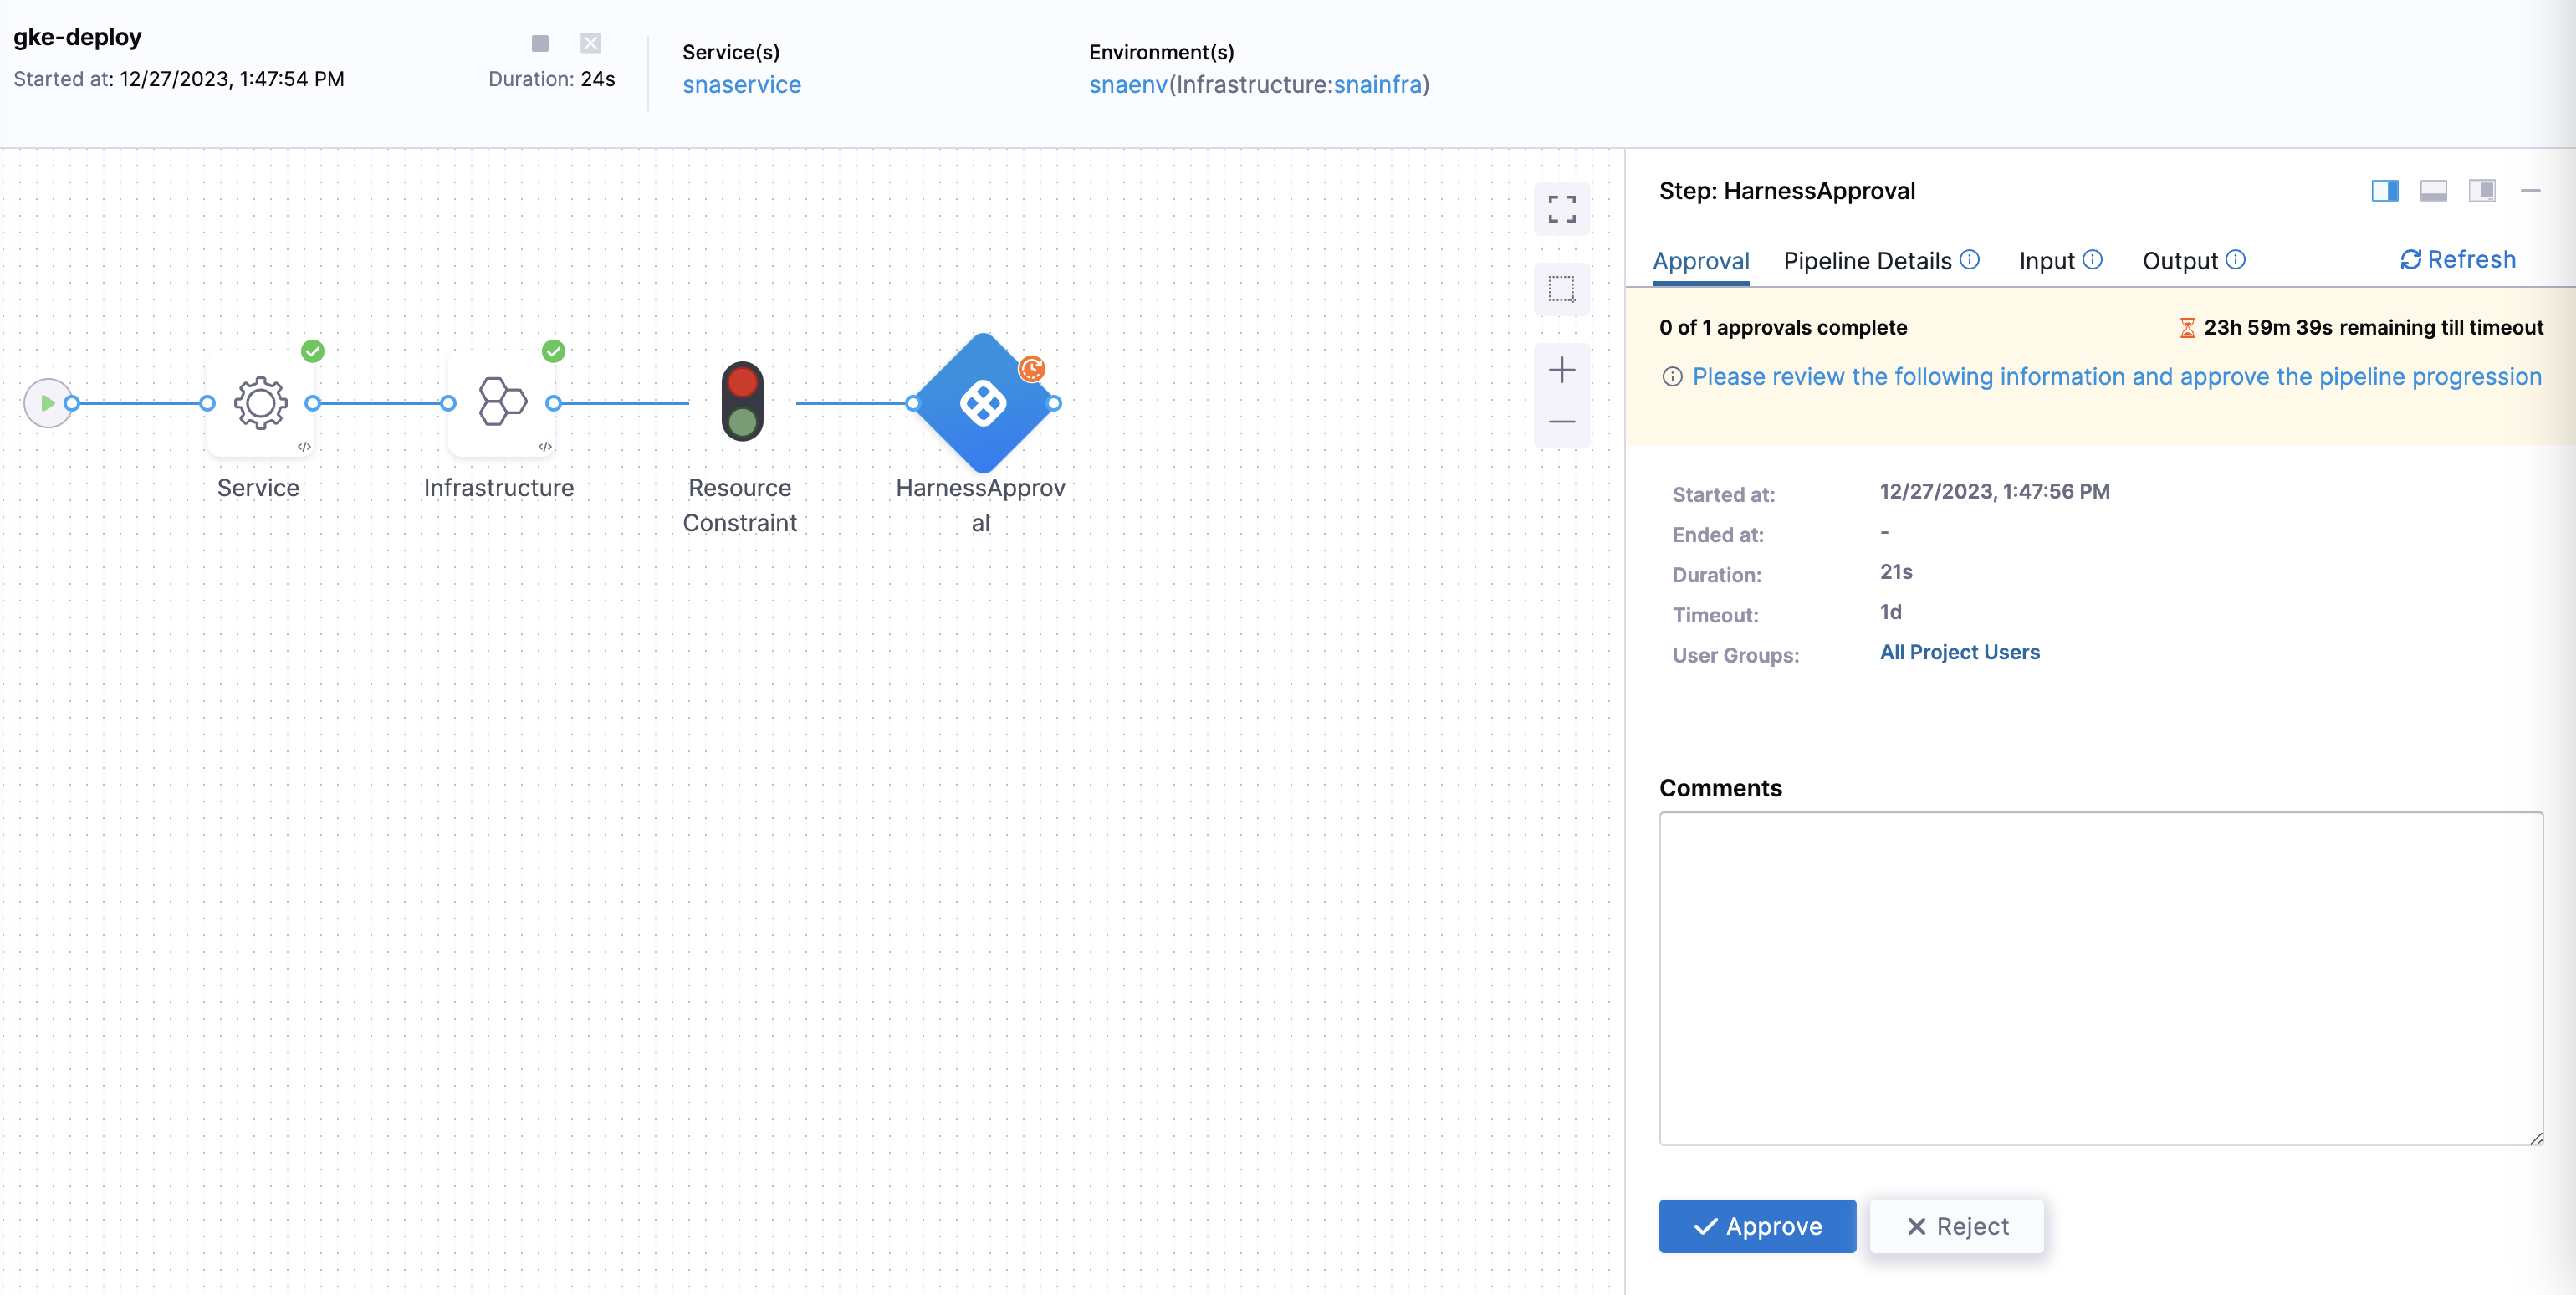 gke-deploy
Started at: 12/27/2023, 1:47:54 PM
Duration: 24s
Service(s)
snaservice
Environment(s)
snaenv(Infrastructure:snainfra)
Service
Infrastructure
Resource
Constraint
HarnessApprov
al
Step: HarnessApproval
Approval
Pipeline Details
Input
Output
Refresh
0 of 1 approvals complete
23h 59m 39s remaining till timeout
Please review the following information and approve the pipeline progression
Started at: 12/27/2023, 1:47:56 PM
Ended at: -
Duration: 21s
Timeout: 1d
User Groups: All Project Users
Comments
Approve
Reject